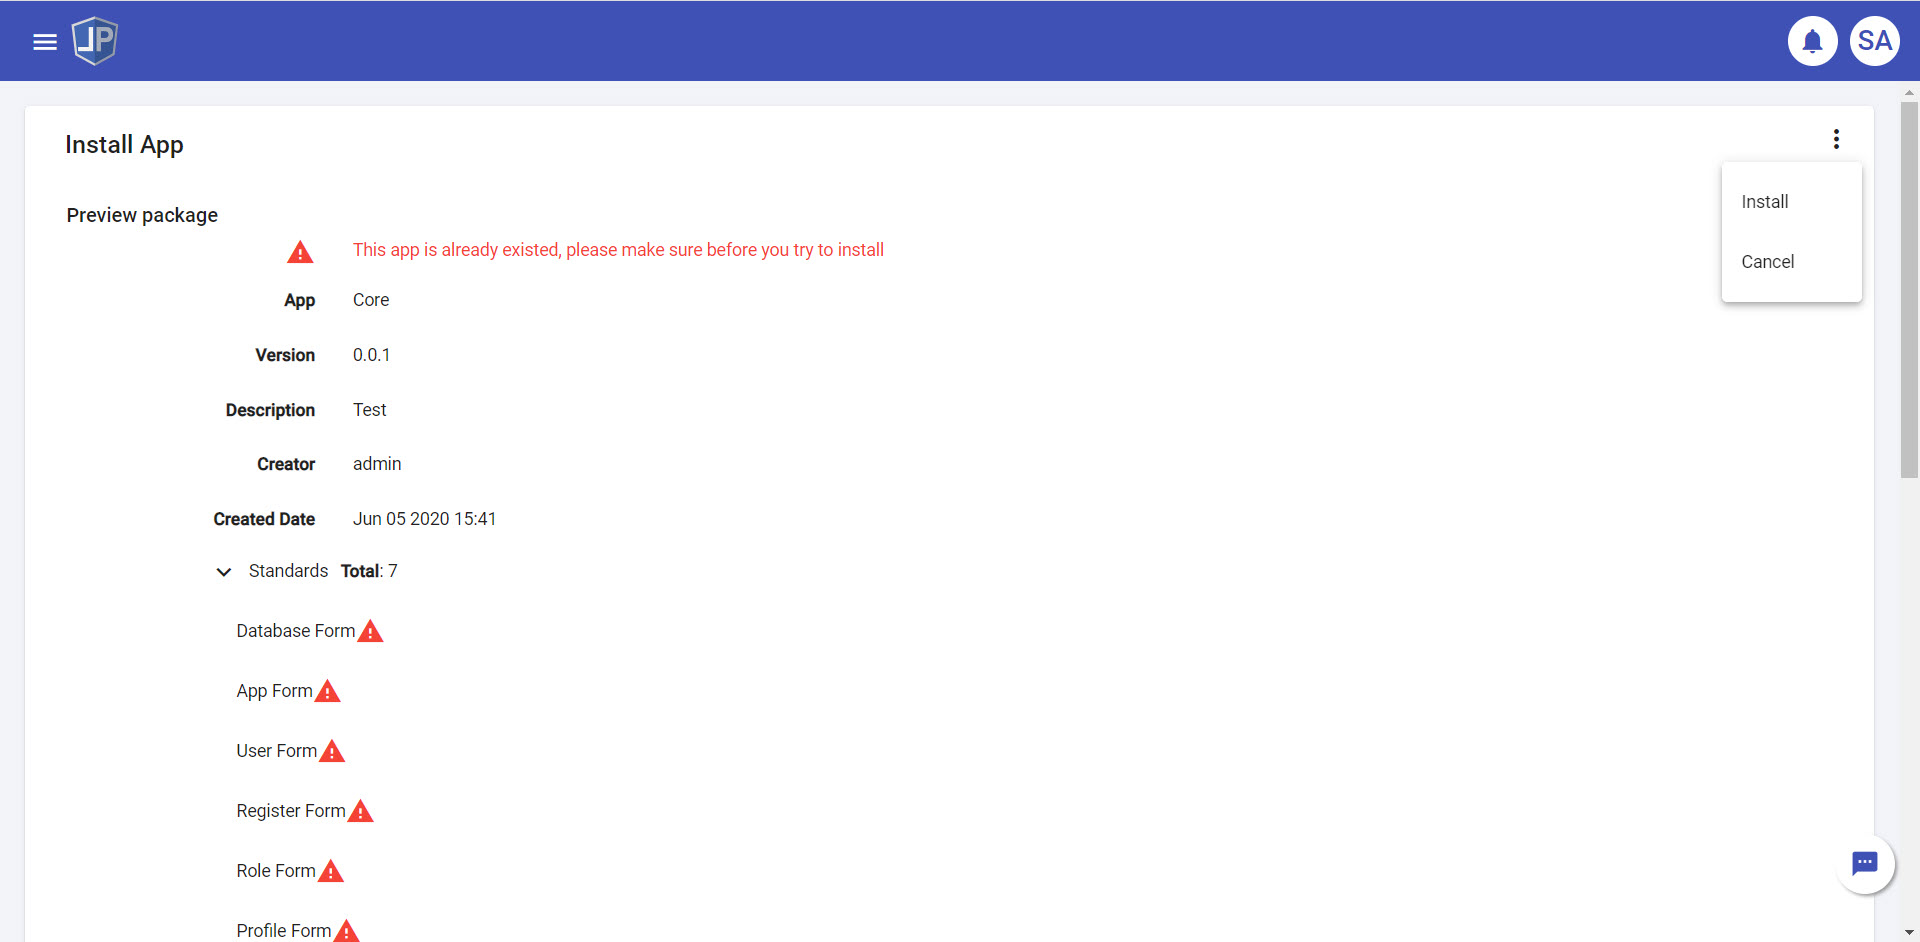 JP
SA
Install App
Install
Cancel
Preview package
This app is already existed, please make sure before you try to install
App Core
Version 0.0.1
Description Test
Creator admin
Created Date Jun 05 2020 15:41
Standards Total: 7
Database Form
App Form
User Form
Register Form
Role Form
Profile Form